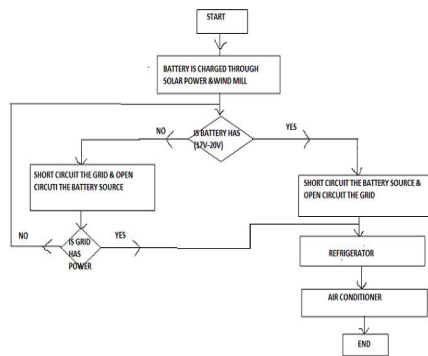 START
BATTERY IS CHARGED THROUGH
SOLAR POWER &WIND MILL
IS BATTERY HAS
(17V-20V)
NO
YES
SHORT CIRCUIT THE GRID & OPEN
CIRCUTI THE BATTERY SOURCE
SHORT CIRCUIT THE BATTERY SOURCE &
OPEN CIRCUIT THE GRID
IS GRID
HAS
POWER
NO
YES
REFRIGERATOR
AIR CONDITIONER
END